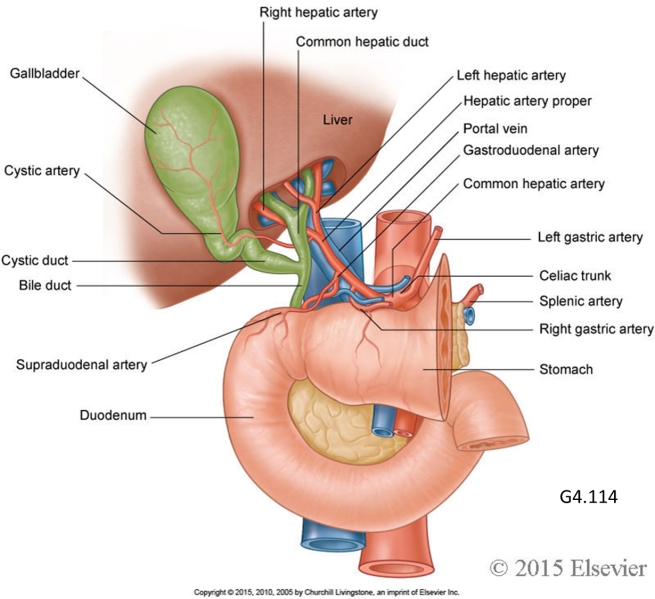 Right hepatic artery
Common hepatic duct
Gallbladder
Left hepatic artery
Hepatic artery proper
Liver
Portal vein
Gastroduodenal artery
Cystic artery
Common hepatic artery
Left gastric artery
Cystic duct
Celiac trunk
Bile duct
Splenic artery
Right gastric artery
Supraduodenal artery
Stomach
Duodenum
G4.114
© 2015 Elsevier
Copyright © 2015, 2010, 2005 by Churchill Livingstone, an imprint of Elsevier Inc.